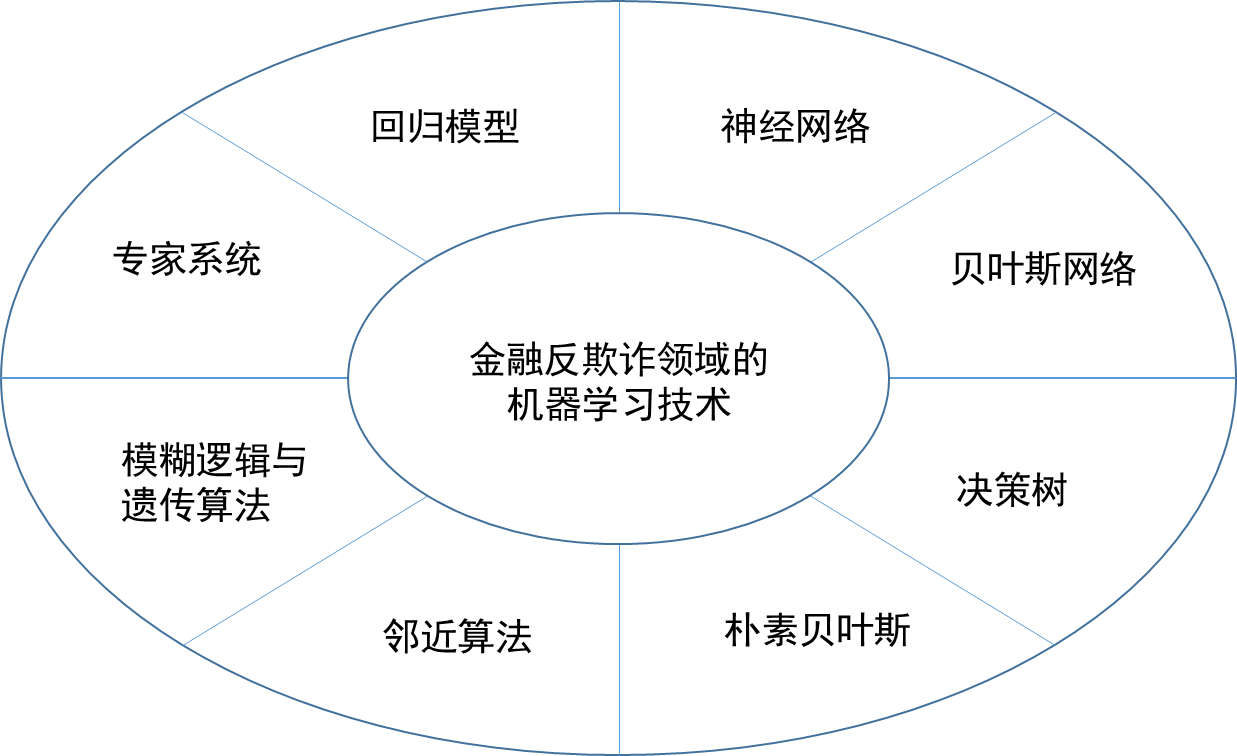 回归模型
神经网络
专家系统
贝叶斯网络
金融反欺诈领域的
机器学习技术
模糊逻辑与
遗传算法
决策树
邻近算法
朴素贝叶斯